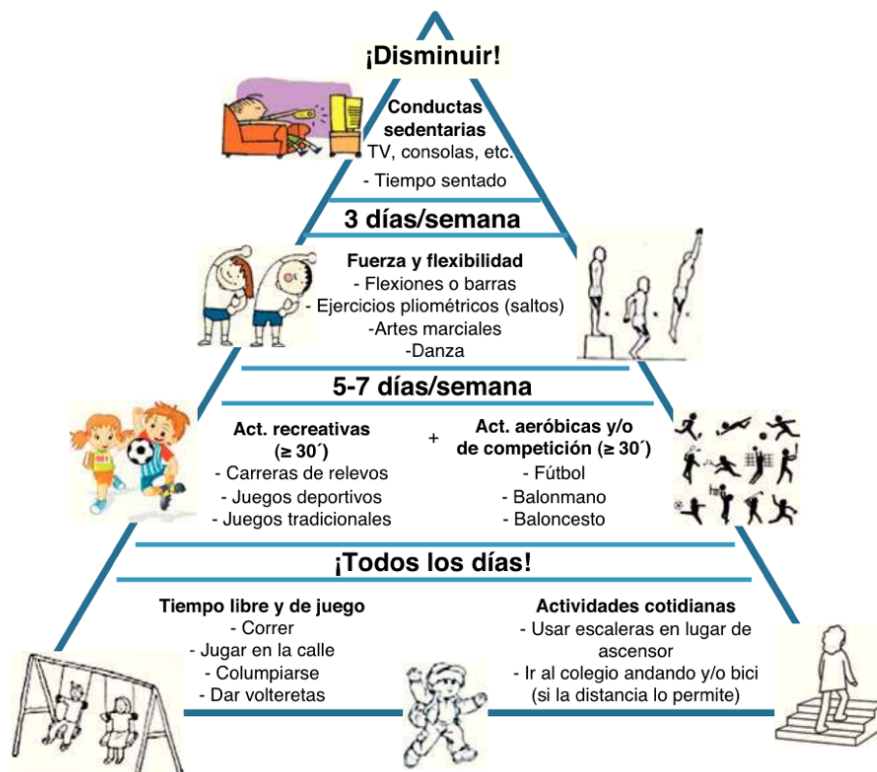 ¡Disminuir!
Conductas
sedentarias
TV, consolas, etc.
- Tiempo sentado
3 días/semana
Fuerza y flexibilidad
- Flexiones o barras
- Ejercicios pliométricos (saltos)
-Artes marciales
-Danza
5-7 días/semana
Act. recreativas
(≥ 30´)
- Carreras de relevos
- Juegos deportivos
- Juegos tradicionales
+
Act. aeróbicas y/o
de competición (≥ 30´)
- Fútbol
- Balonmano
- Baloncesto
¡Todos los días!
Tiempo libre y de juego
- Correr
- Jugar en la calle
- Columpiarse
- Dar volteretas
Actividades cotidianas
- Usar escaleras en lugar de
ascensor
- Ir al colegio andando y/o bici
(si la distancia lo permite)